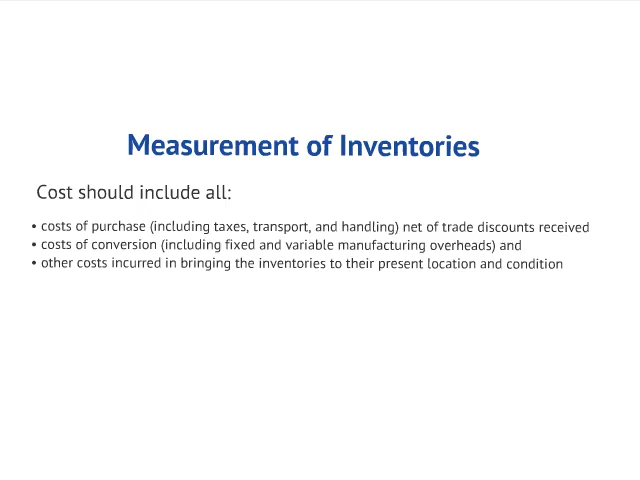 Measurement of Inventories
Cost should include all:
• costs of purchase (including taxes, transport, and handling) net of trade discounts received
• costs of conversion (including fixed and variable manufacturing overheads) and
• other costs incurred in bringing the inventories to their present location and condition